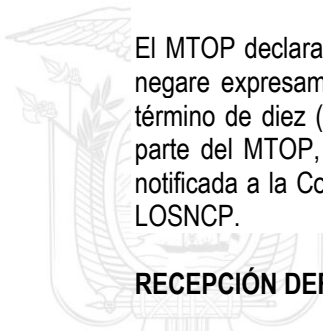 El MTOP declara
negare expresam
término de diez (
parte del MTOP,
notificada a la Co
LOSNCP.
RECEPCIÓN DEF